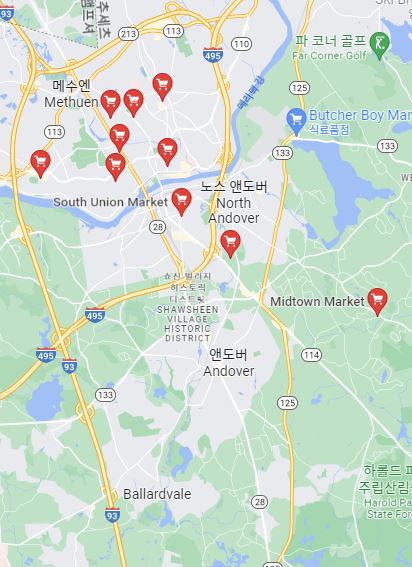 추세츠
햄프셔
213
495
110
파 코너 골프
Far Corner Golf
메수엔
Methuen
메리맥 강
113
113
Butcher Boy Mar
식료품점
133
133
노스 앤도버
North
Andover
South Union Market
28
쇼신 빌리지
히스토릭
디스트릭
SHAWSHEEN
VILLAGE
HISTORIC
DISTRICT
Midtown Market
495
495
93
114
앤도버
Andover
133
125
125
하롤드 파
주립산림
Harold Pa
State For
Ballardvale
28
93